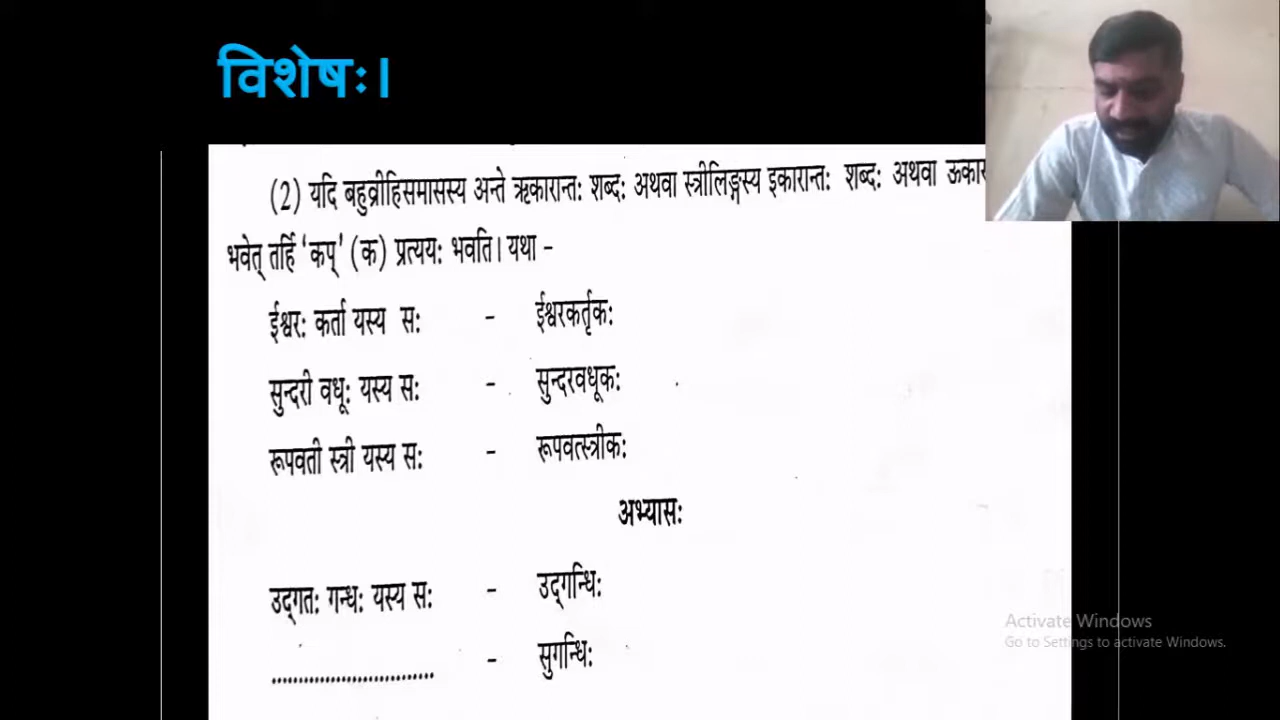 विशेषः।
(2) यदि बहुव्रीहिसमासस्य अन्ते ऋकारान्तः शब्दः अथवा स्त्रीलिङ्गस्य इकारान्तः शब्दः अथवा
भवेत् तर्हि 'कप्' (क) प्रत्ययः भवति। यथा -
ईश्वरः कर्ता यस्य सः - ईश्वरकर्तृकः
सुन्दरी वधूः यस्य सः - सुन्दरवधूकः
रूपवती स्त्री यस्य सः - रूपवत्स्त्रीकः
अभ्यासः
उद्गतः गन्धः यस्य सः - उद्गन्धिः
.............................. - सुगन्धिः
Activate Windows
Go to Settings to activate Windows.